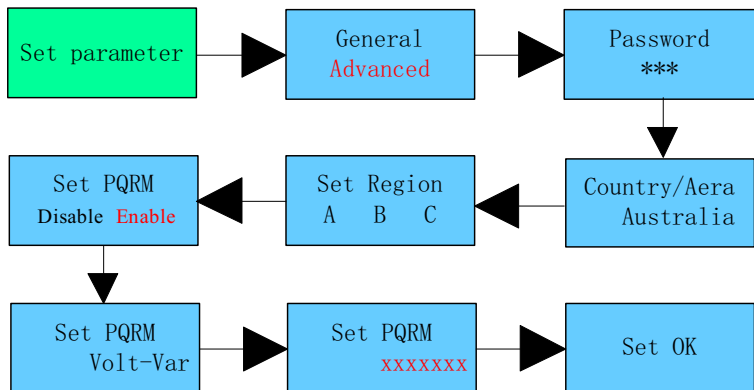 Set parameter
General
Advanced
Password
***
Country/Aera
Australia
Set Region
A B C
Set PQRM
Disable Enable
Set PQRM
Volt-Var
Set PQRM
xxxxxxx
Set OK